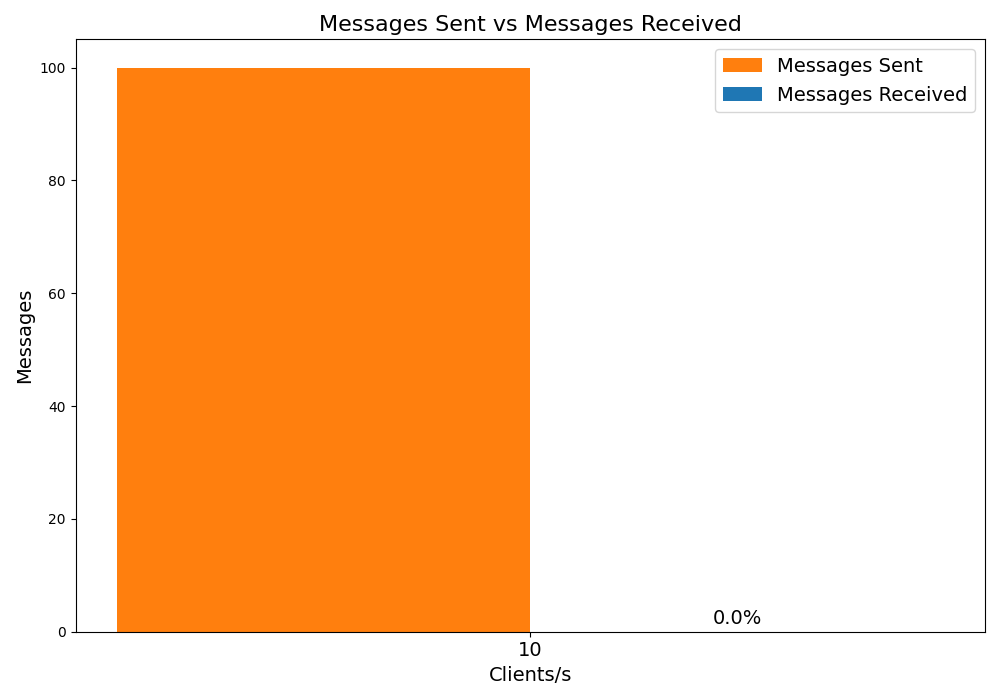 Messages Sent vs Messages Received
Messages Sent
Messages Received
100
80
60
40
20
0
Messages
0.0%
10
Clients/s